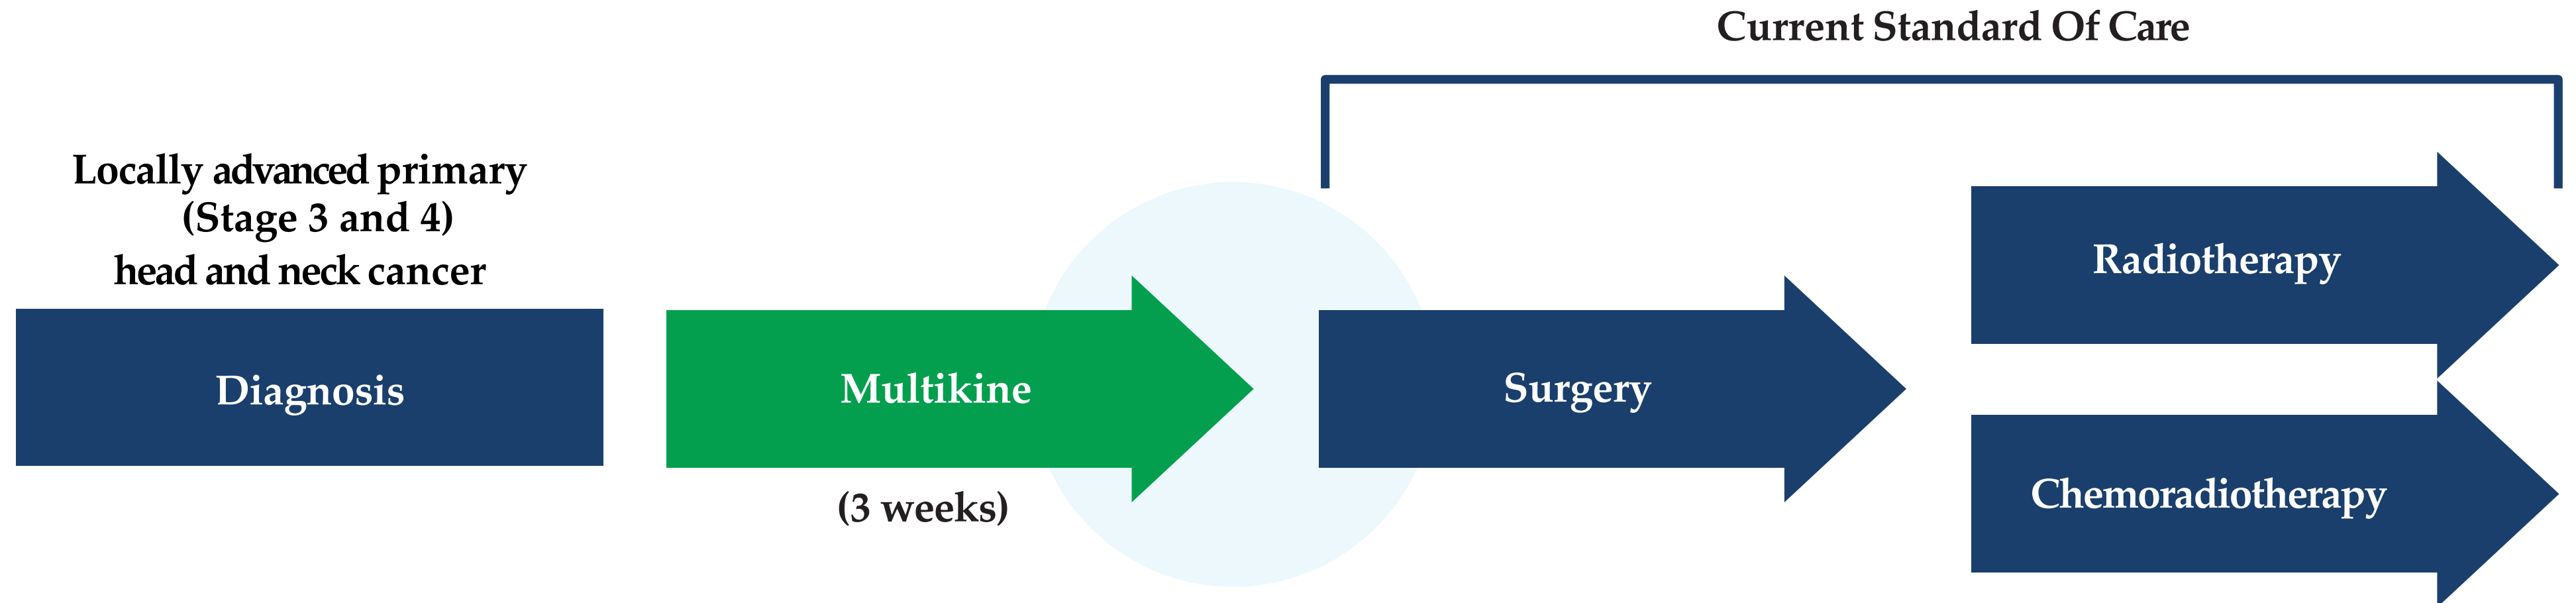 Current Standard Of Care
Locally advanced primary
(Stage 3 and 4)
head and neck cancer
Diagnosis
Multikine
(3 weeks)
Surgery
Radiotherapy
Chemoradiotherapy